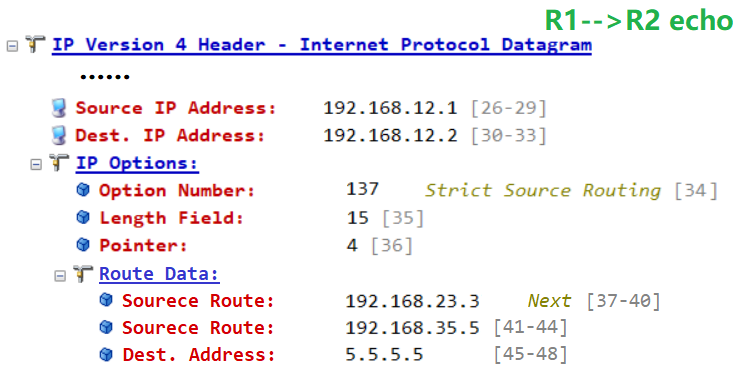 R1-->R2 echo
IP Version 4 Header - Internet Protocol Datagram
......
Source IP Address: 192.168.12.1 [26-29]
Dest. IP Address: 192.168.12.2 [30-33]
IP Options:
Option Number: 137 Strict Source Routing [34]
Length Field: 15 [35]
Pointer: 4 [36]
Route Data:
Sourece Route: 192.168.23.3 Next [37-40]
Sourece Route: 192.168.35.5 [41-44]
Dest. Address: 5.5.5.5 [45-48]